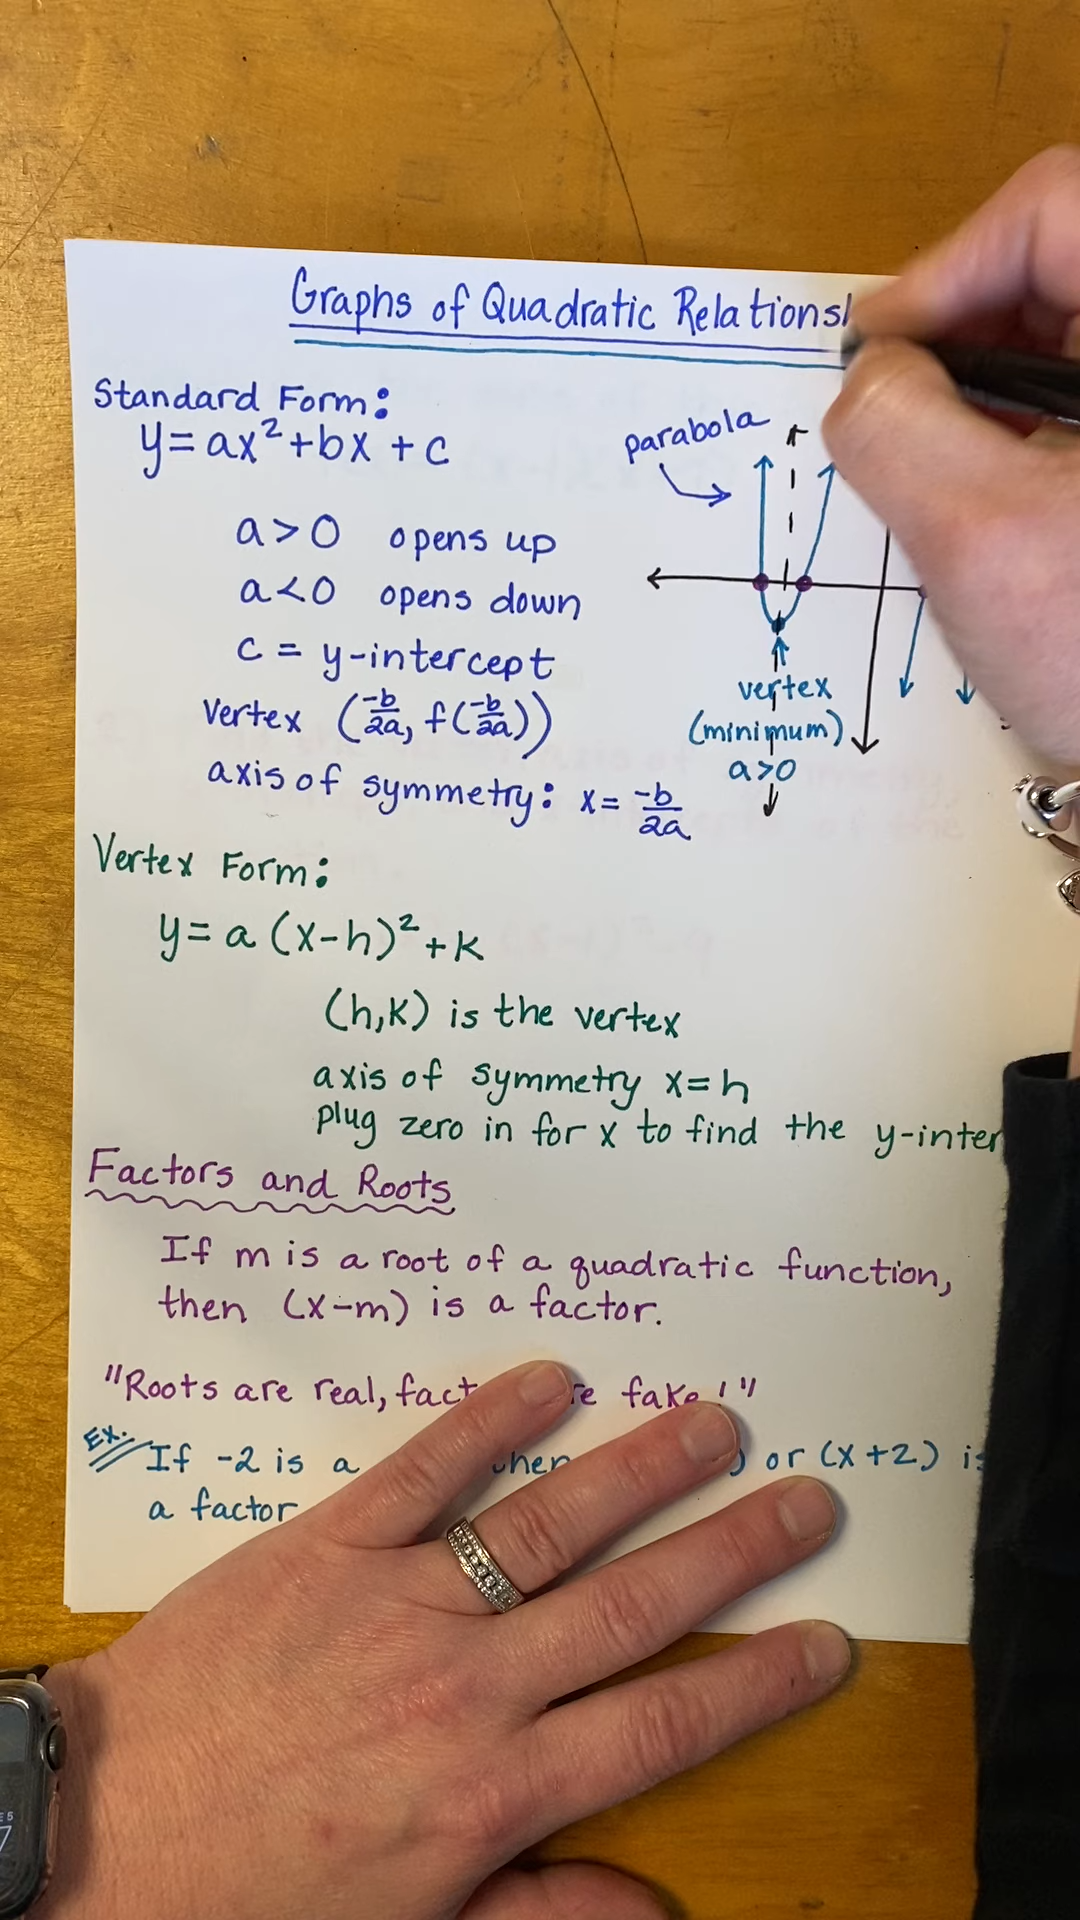 Graphs of Quadratic
Standard Form:
y=ax²+bx+c
parabola
a>0 opens up
a<0 opens down
c = y-intercept
vertex (-b/2a, f(-b/2a))
axis of symmetry: x= -b/2a
vertex
(minimum)
a>0
Vertex Form:
y=a(x-h)²+k
(h,k) is the vertex
axis of symmetry x=h
plug zero in for x to find the
Factors and Roots
If m is a root of a quadratic function,
then (x-m) is a factor.
"Roots are real, fake!"
Ex. If -2 is a or (x+2)
a factor